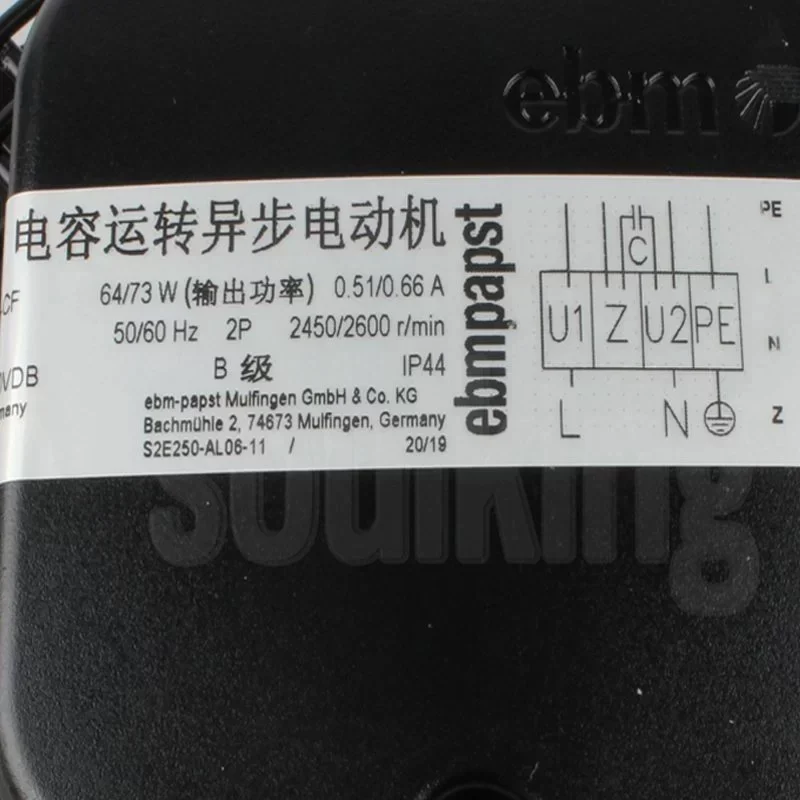 ebm
电容运转异步电动机
64/73 W (输出功率) 0.51/0.66 A
CF
50/60 Hz 2P 2450/2600 r/min
VDB
B 级 IP44
ebm-papst Mulfingen GmbH & Co. KG
Bachmühle 2, 74673 Mulfingen, Germany
S2E250-AL06-11 / 20/19
ebmpapst
C
U1 Z U2 PE
L N
PE
L
N
Z
soulking